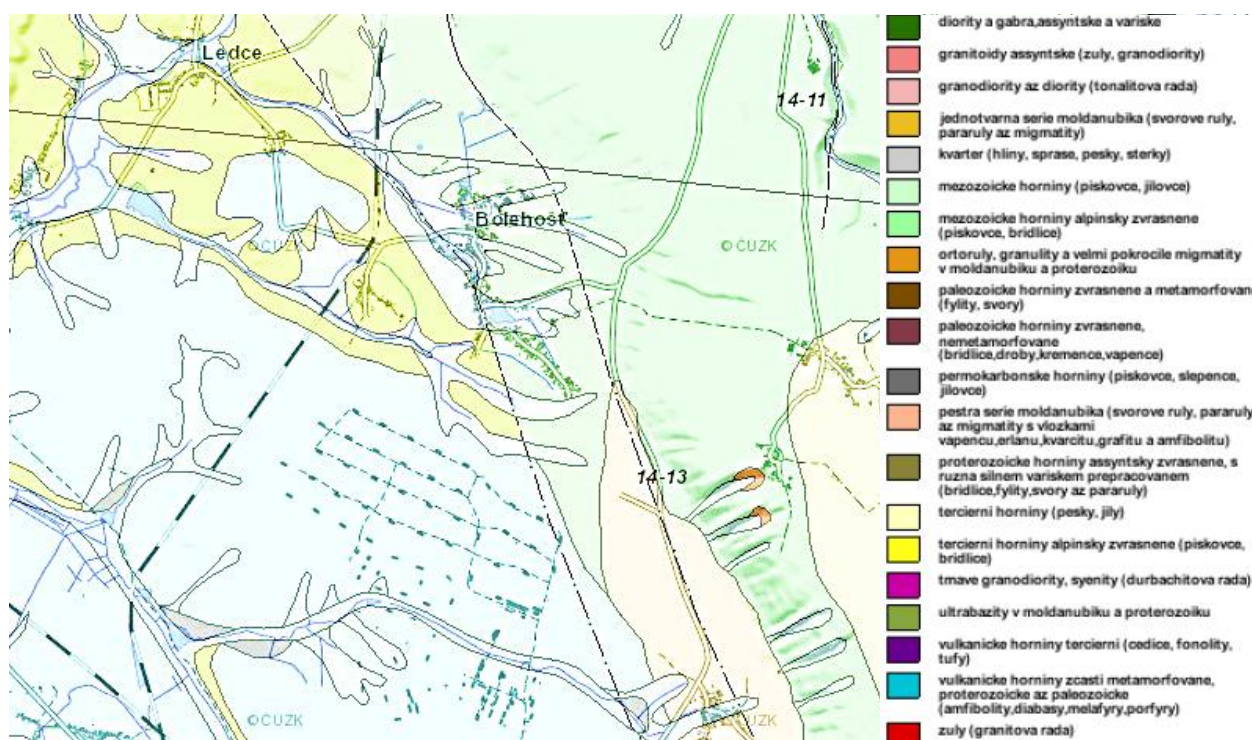 Ledce
14-11
Bolehošť
©ČÚZK
©ČÚZK
14-13
©ČÚZK
©ČÚZK
diority a gabra,assyntske a variske
granitoidy assyntske (zuly, granodiority)
granodiority az diority (tonalitova rada)
jednotvarna serie moldanubika (svorove ruly,
pararuly az migmatity)
kvarter (hliny, sprase, pesky, sterky)
mezozoicke horniny (piskovce, jilovce)
mezozoicke horniny alpinsky zvrasnene
(piskovce, bridlice)
ortoruly, granulity a velmi pokrocile migmatity
v moldanubiku a proterozoiku
paleozoicke horniny zvrasnene a metamorfovan
(fylity, svory)
paleozoicke horniny zvrasnene,
nemetamorfovane
(bridlice,droby,kremence,vapence)
permokarbonske horniny (piskovce, slepence,
jilovce)
pestra serie moldanubika (svorove ruly, pararuly
az migmatity s vlozkami
vapencu,erlanu,kvarcitu,grafitu a amfibolitu)
proterozoicke horniny assyntsky zvrasnene, s
ruzna silnem variskem prepracovanem
(bridlice,fylity,svory az pararuly)
tercierni horniny (pesky, jily)
tercierni horniny alpinsky zvrasnene (piskovce,
bridlice)
tmave granodiority, syenity (durbachitova rada)
ultrabazity v moldanubiku a proterozoiku
vulkanicke horniny tercierni (cedice, fonolity,
tufy)
vulkanicke horniny zcasti metamorfovane,
proterozoicke az paleozoicke
(amfibolity,diabasy,melafyry,porfyry)
zuly (granitova rada)